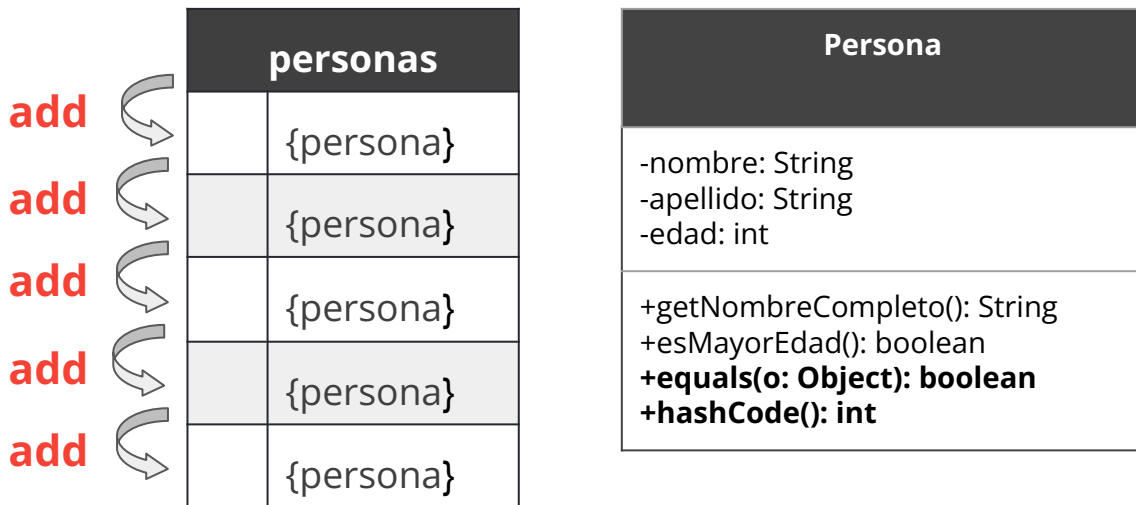 personas
add
{persona}
add
{persona}
add
{persona}
add
{persona}
add
{persona}
Persona
-nombre: String
-apellido: String
-edad: int
+getNombreCompleto(): String
+esMayorEdad(): boolean
+equals(o: Object): boolean
+hashCode(): int